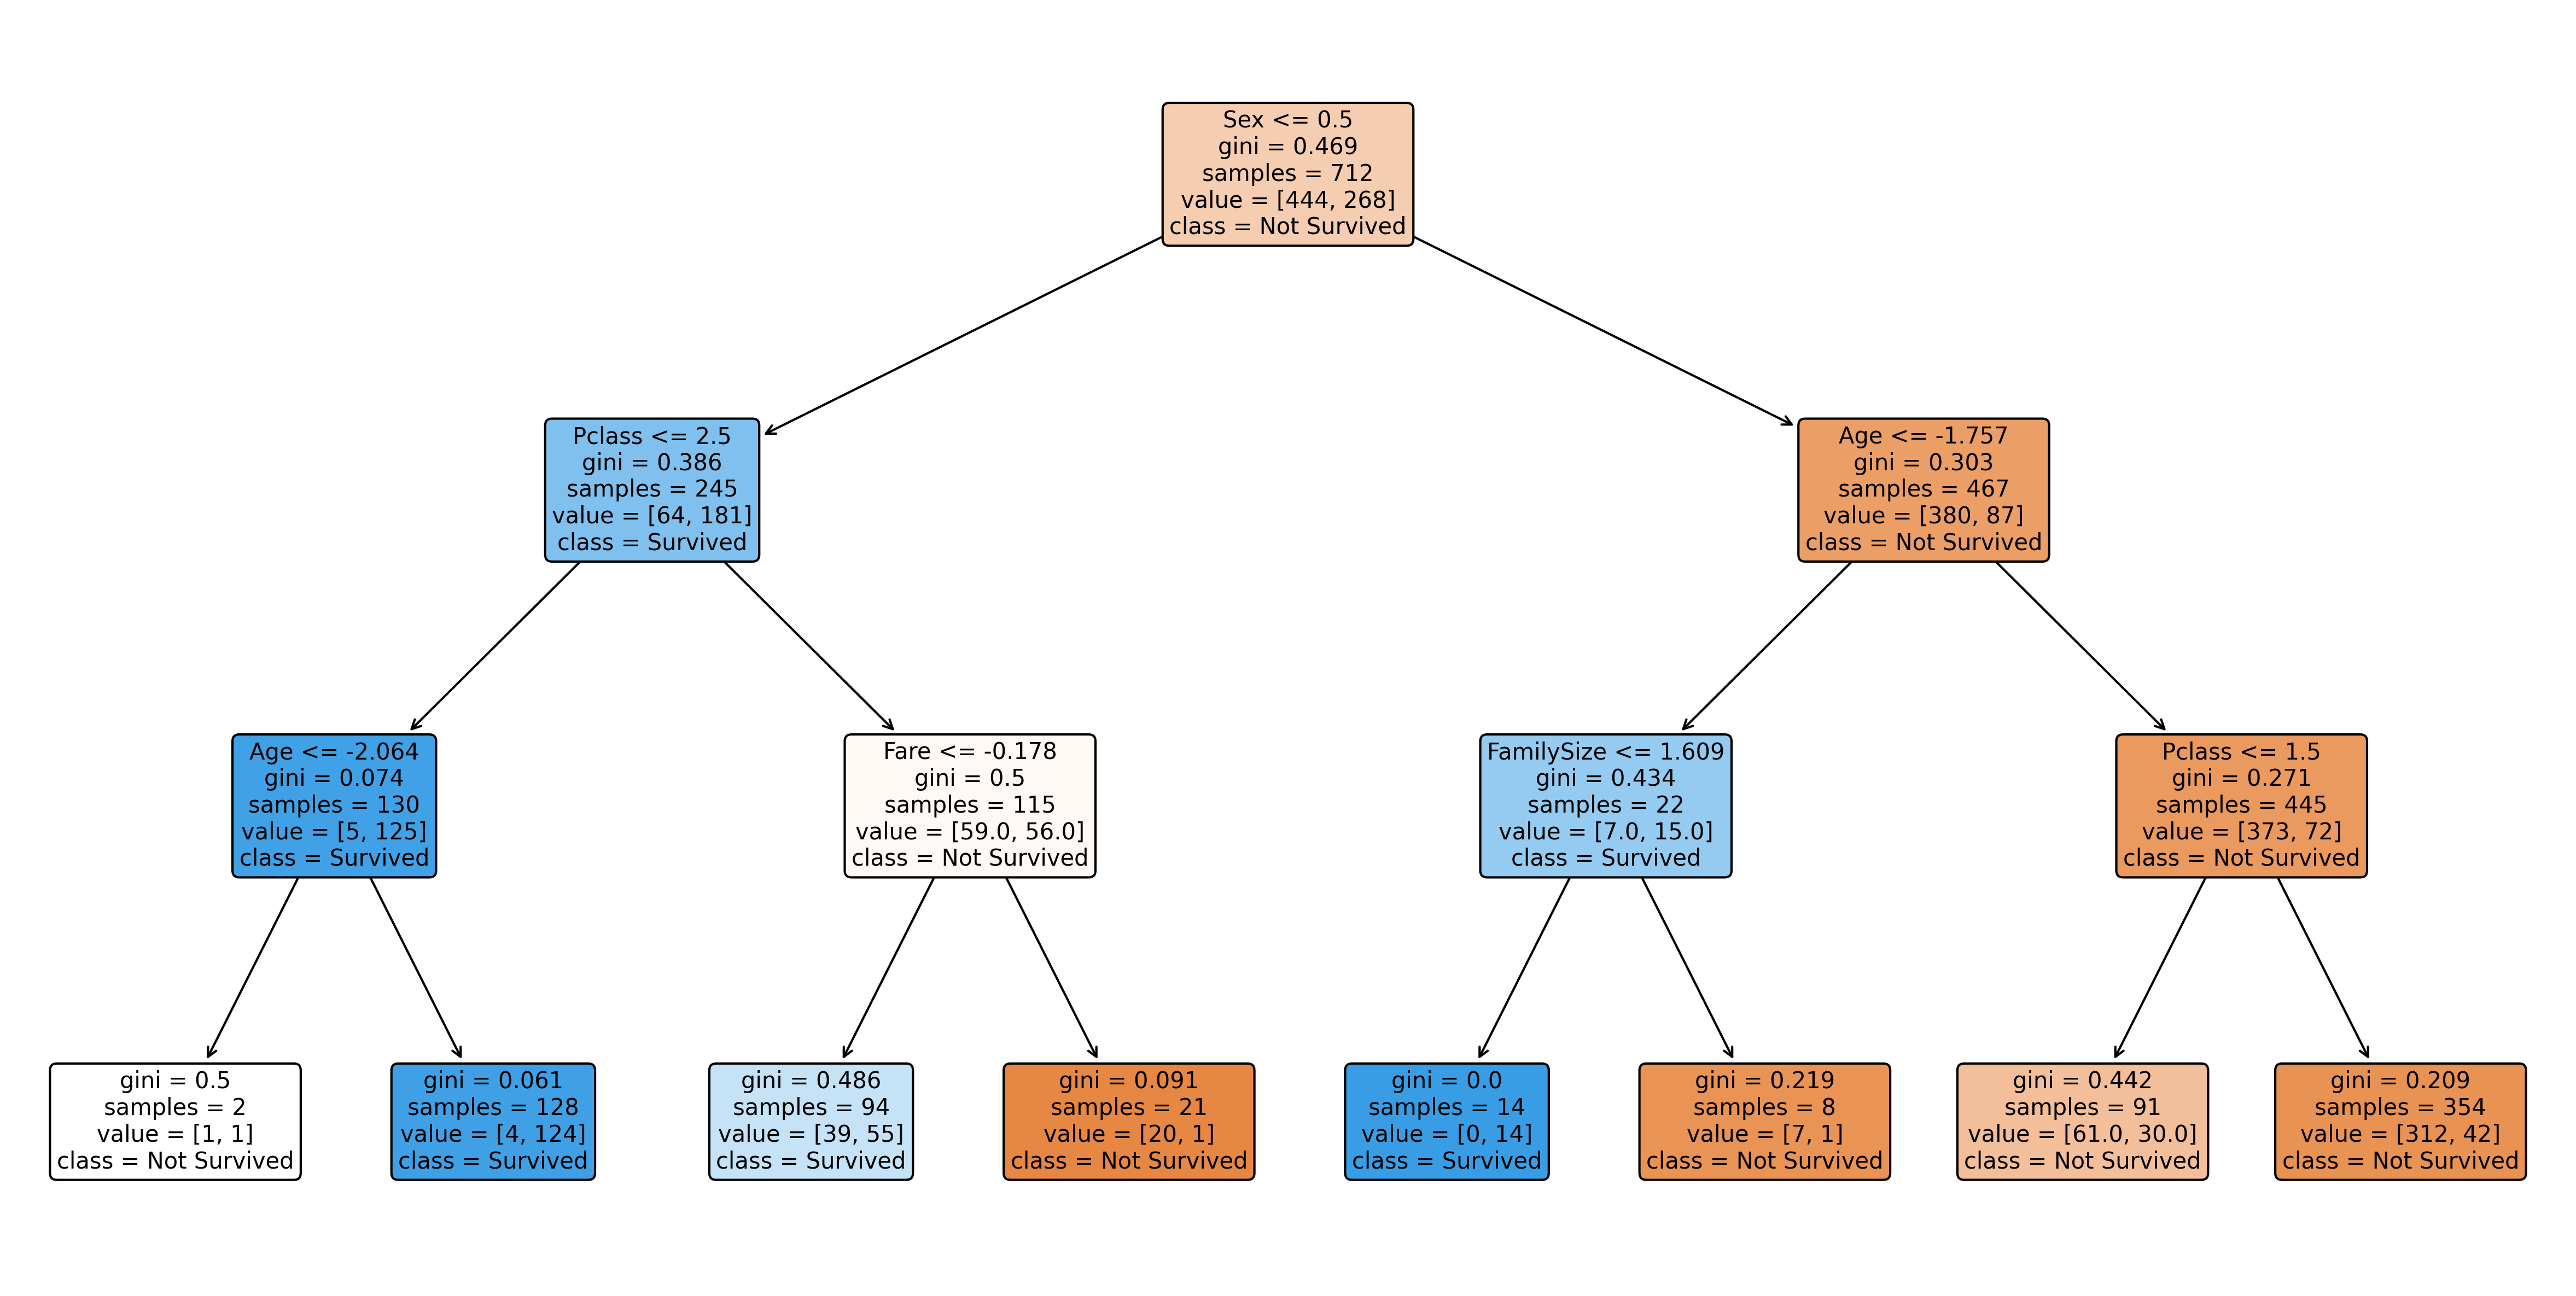 Sex <= 0.5
gini = 0.469
samples = 712
value = [444, 268]
class = Not Survived
Pclass <= 2.5
gini = 0.386
samples = 245
value = [64, 181]
class = Survived
Age <= -1.757
gini = 0.303
samples = 467
value = [380, 87]
class = Not Survived
Age <= -2.064
gini = 0.074
samples = 130
value = [5, 125]
class = Survived
Fare <= -0.178
gini = 0.5
samples = 115
value = [59.0, 56.0]
class = Not Survived
FamilySize <= 1.609
gini = 0.434
samples = 22
value = [7.0, 15.0]
class = Survived
Pclass <= 1.5
gini = 0.271
samples = 445
value = [373, 72]
class = Not Survived
gini = 0.5
samples = 2
value = [1, 1]
class = Not Survived
gini = 0.061
samples = 128
value = [4, 124]
class = Survived
gini = 0.486
samples = 94
value = [39, 55]
class = Survived
gini = 0.091
samples = 21
value = [20, 1]
class = Not Survived
gini = 0.0
samples = 14
value = [0, 14]
class = Survived
gini = 0.219
samples = 8
value = [7, 1]
class = Not Survived
gini = 0.442
samples = 91
value = [61.0, 30.0]
class = Not Survived
gini = 0.209
samples = 354
value = [312, 42]
class = Not Survived